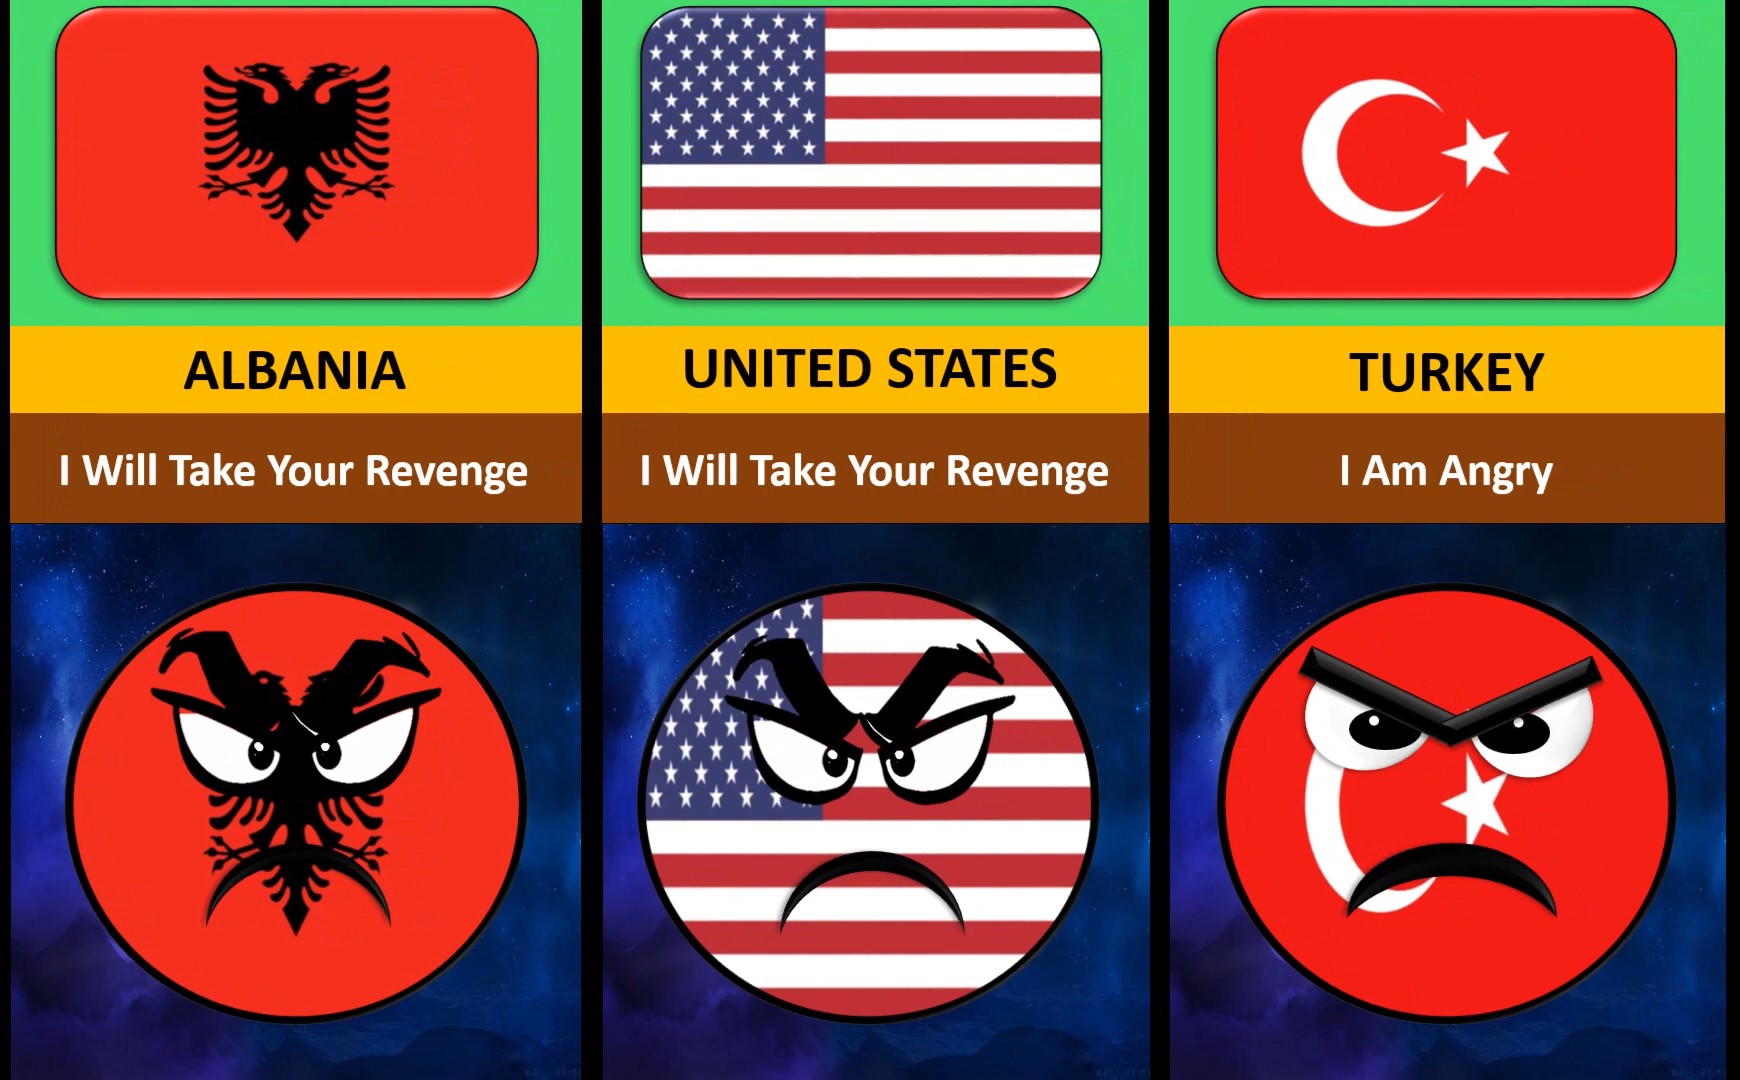 ALBANIA
UNITED STATES
TURKEY
I Will Take Your Revenge
I Will Take Your Revenge
I Am Angry